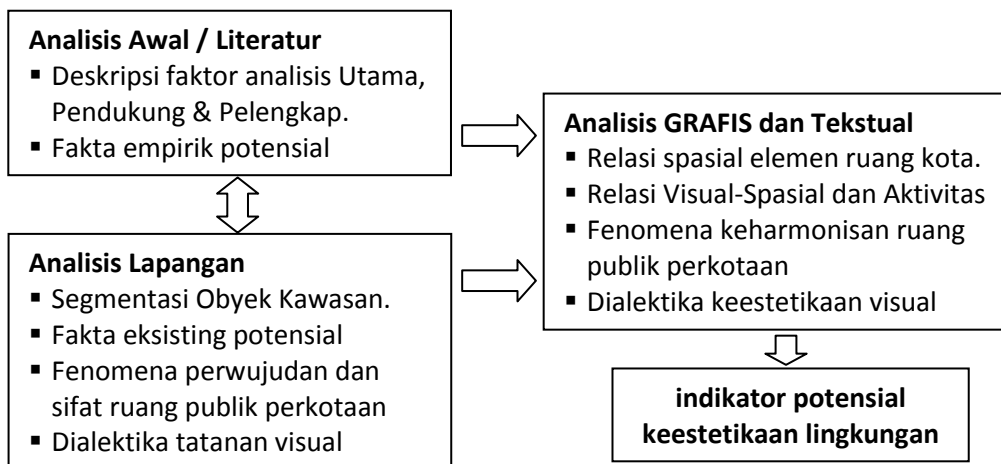 Analisis Awal / Literatur
▪ Deskripsi faktor analisis Utama,
Pendukung & Pelengkap.
▪ Fakta empirik potensial
Analisis Lapangan
▪ Segmentasi Obyek Kawasan.
▪ Fakta eksisting potensial
▪ Fenomena perwujudan dan
sifat ruang publik perkotaan
▪ Dialektika tatanan visual
Analisis GRAFIS dan Tekstual
▪ Relasi spasial elemen ruang kota.
▪ Relasi Visual-Spasial dan Aktivitas
▪ Fenomena keharmonisan ruang
publik perkotaan
▪ Dialektika keestetikaan visual
indikator potensial
keestetikaan lingkungan